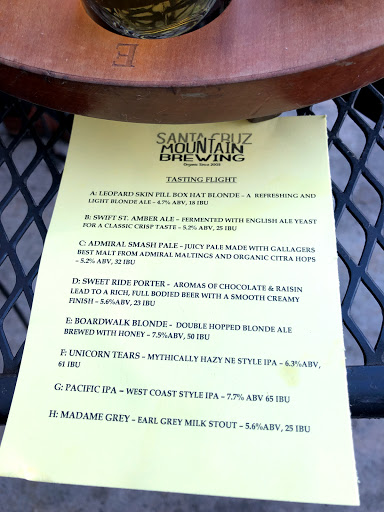 E
SANTA CRUZ
MOUNTAIN
BREWING
Organic Since 2005
TASTING FLIGHT
A: LEOPARD SKIN PILL BOX HAT BLONDE – A REFRESHING AND
LIGHT BLONDE ALE – 4.7% ABV, 18 IBU
B: SWIFT ST. AMBER ALE – FERMENTED WITH ENGLISH ALE YEAST
FOR A CLASSIC CRISP TASTE – 5.2% ABV, 25 IBU
C: ADMIRAL SMASH PALE – JUICY PALE MADE WITH GALLAGERS
BEST MALT FROM ADMIRAL MALTINGS AND ORGANIC CITRA HOPS
– 5.2% ABV, 32 IBU
D: SWEET RIDE PORTER – AROMAS OF CHOCOLATE & RAISIN
LEAD TO A RICH, FULL BODIED BEER WITH A SMOOTH CREAMY
FINISH – 5.6%ABV, 23 IBU
E: BOARDWALK BLONDE – DOUBLE HOPPED BLONDE ALE
BREWED WITH HONEY – 7.5%ABV, 50 IBU
F: UNICORN TEARS – MYTHICALLY HAZY NE STYLE IPA – 6.3%ABV,
61 IBU
G: PACIFIC IPA – WEST COAST STYLE IPA – 7.7% ABV 65 IBU
H: MADAME GREY – EARL GREY MILK STOUT – 5.6%ABV, 25 IBU